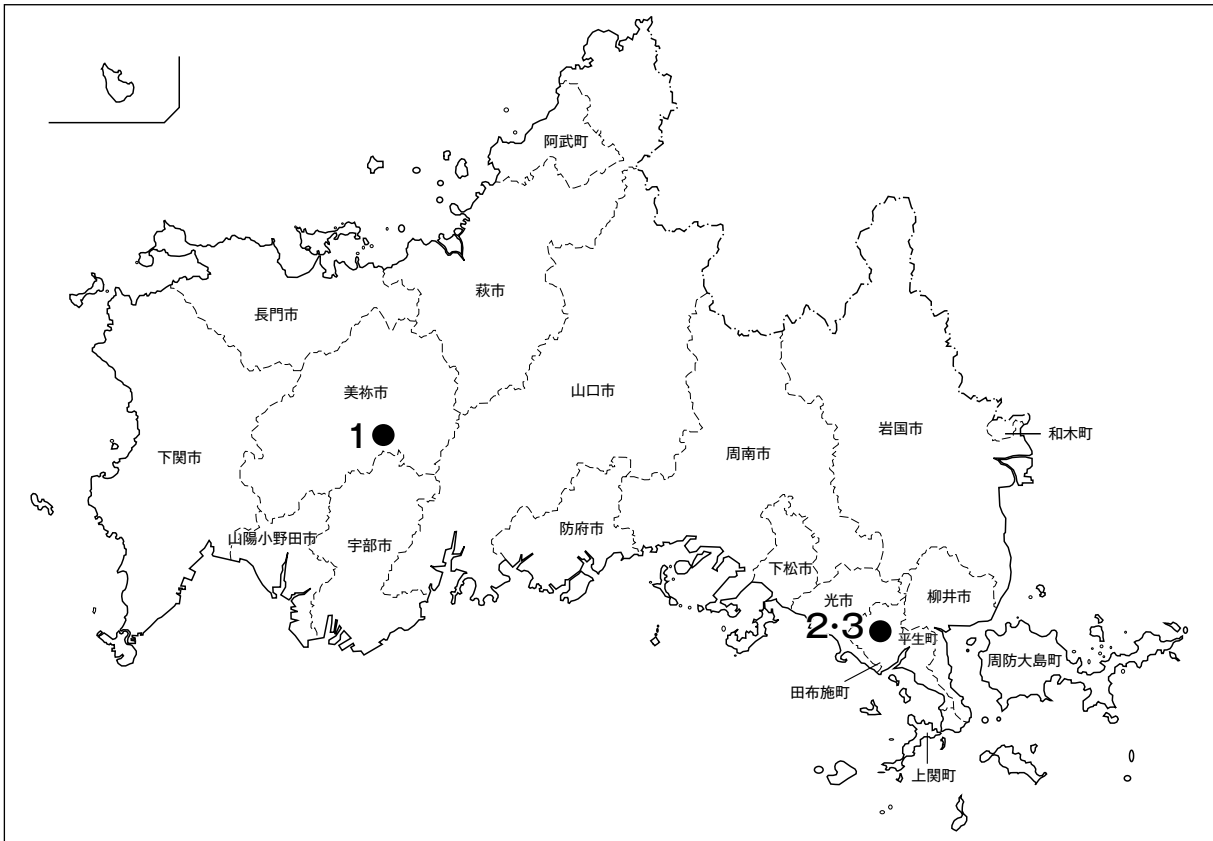 阿武町
萩市
長門市
美祢市
山口市
岩国市
和木町
1
下関市
周南市
防府市
山陽小野田市
宇部市
下松市
光市
柳井市
2・3
平生町
周防大島町
田布施町
上関町